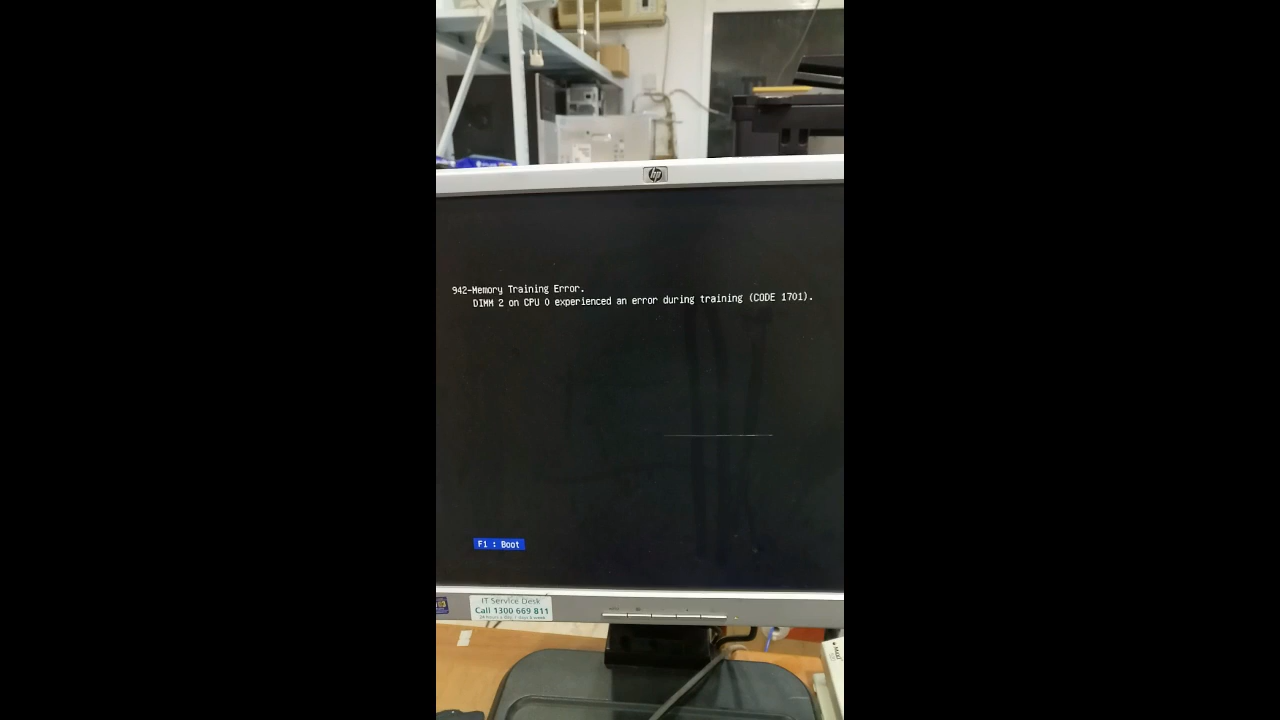 hp
942-Memory Training Error.
DIMM 2 on CPU 0 experienced an error during training (CODE 1701).
F1 : Boot
IT Service Desk
Call 1300 669 811